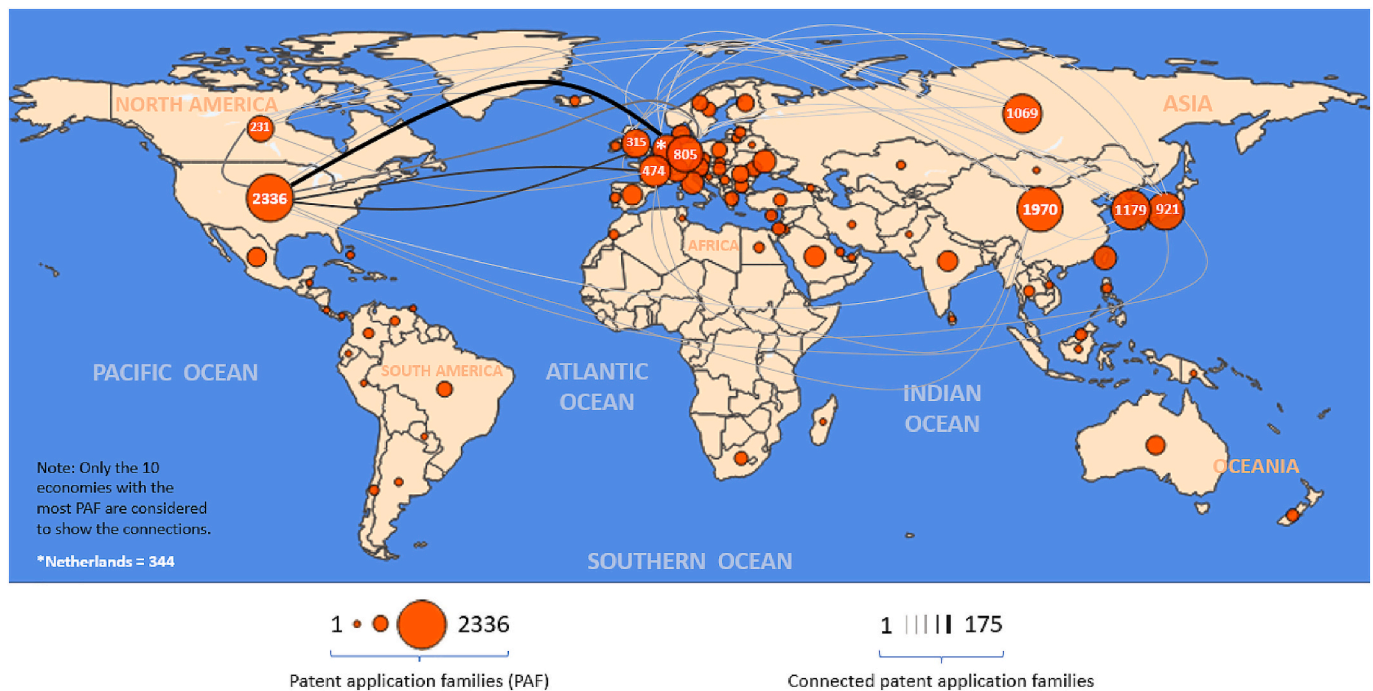 NORTH AMERICA
ASIA
231
1069
315
*
805
474
2336
1970
1179
921
AFRICA
PACIFIC OCEAN
SOUTH AMERICA
ATLANTIC
OCEAN
INDIAN
OCEAN
OCEANIA
Note: Only the 10
economies with the
most PAF are considered
to show the connections.
*Netherlands = 344
SOUTHERN OCEAN
1 2336
Patent application families (PAF)
1 175
Connected patent application families